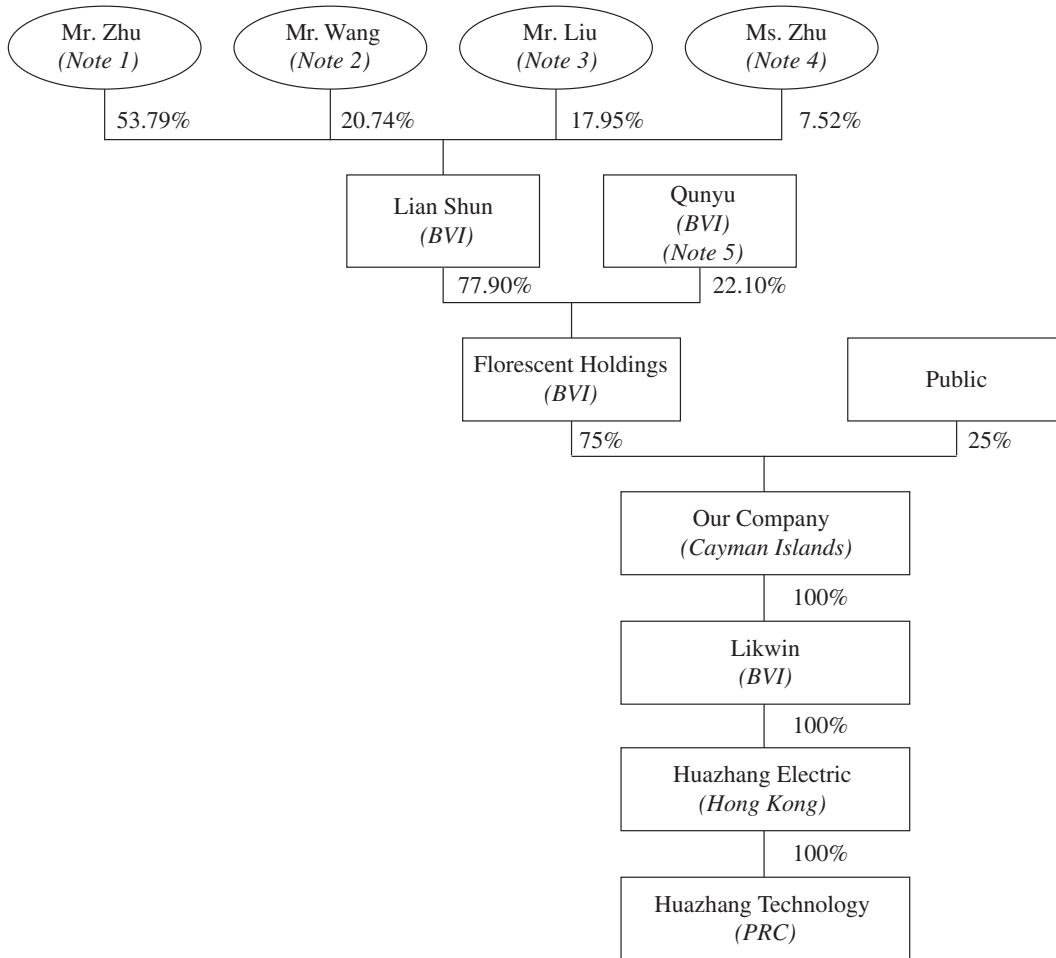 Mr. Zhu
(Note 1)
Mr. Wang
(Note 2)
Mr. Liu
(Note 3)
Ms. Zhu
(Note 4)
53.79%
20.74%
17.95%
7.52%
Lian Shun
(BVI)
Qunyu
(BVI)
(Note 5)
77.90%
22.10%
Florescent Holdings
(BVI)
Public
75%
25%
Our Company
(Cayman Islands)
100%
Likwin
(BVI)
100%
Huazhang Electric
(Hong Kong)
100%
Huazhang Technology
(PRC)